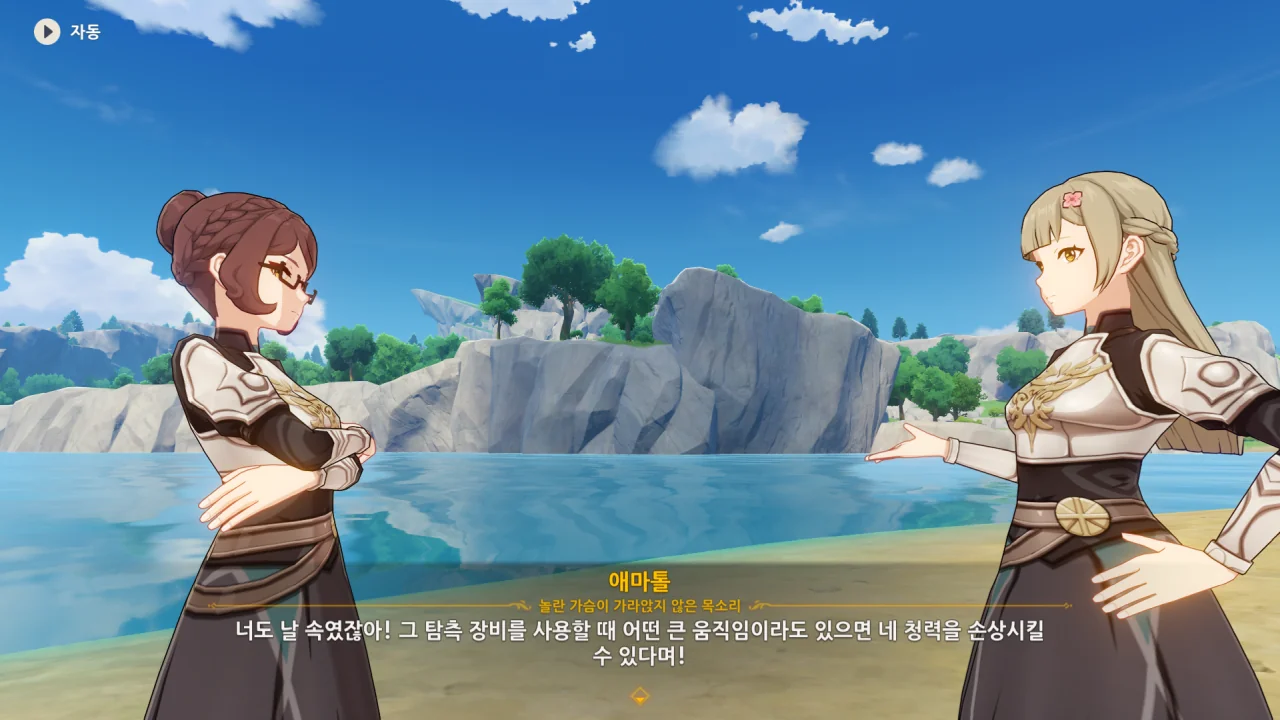 자동
애마톨
놀란 가슴이 가라앉지 않은 목소리
너도 날 속였잖아! 그 탐측 장비를 사용할 때 어떤 큰 움직임이라도 있으면 네 청력을 손상시킬
수 있다며!